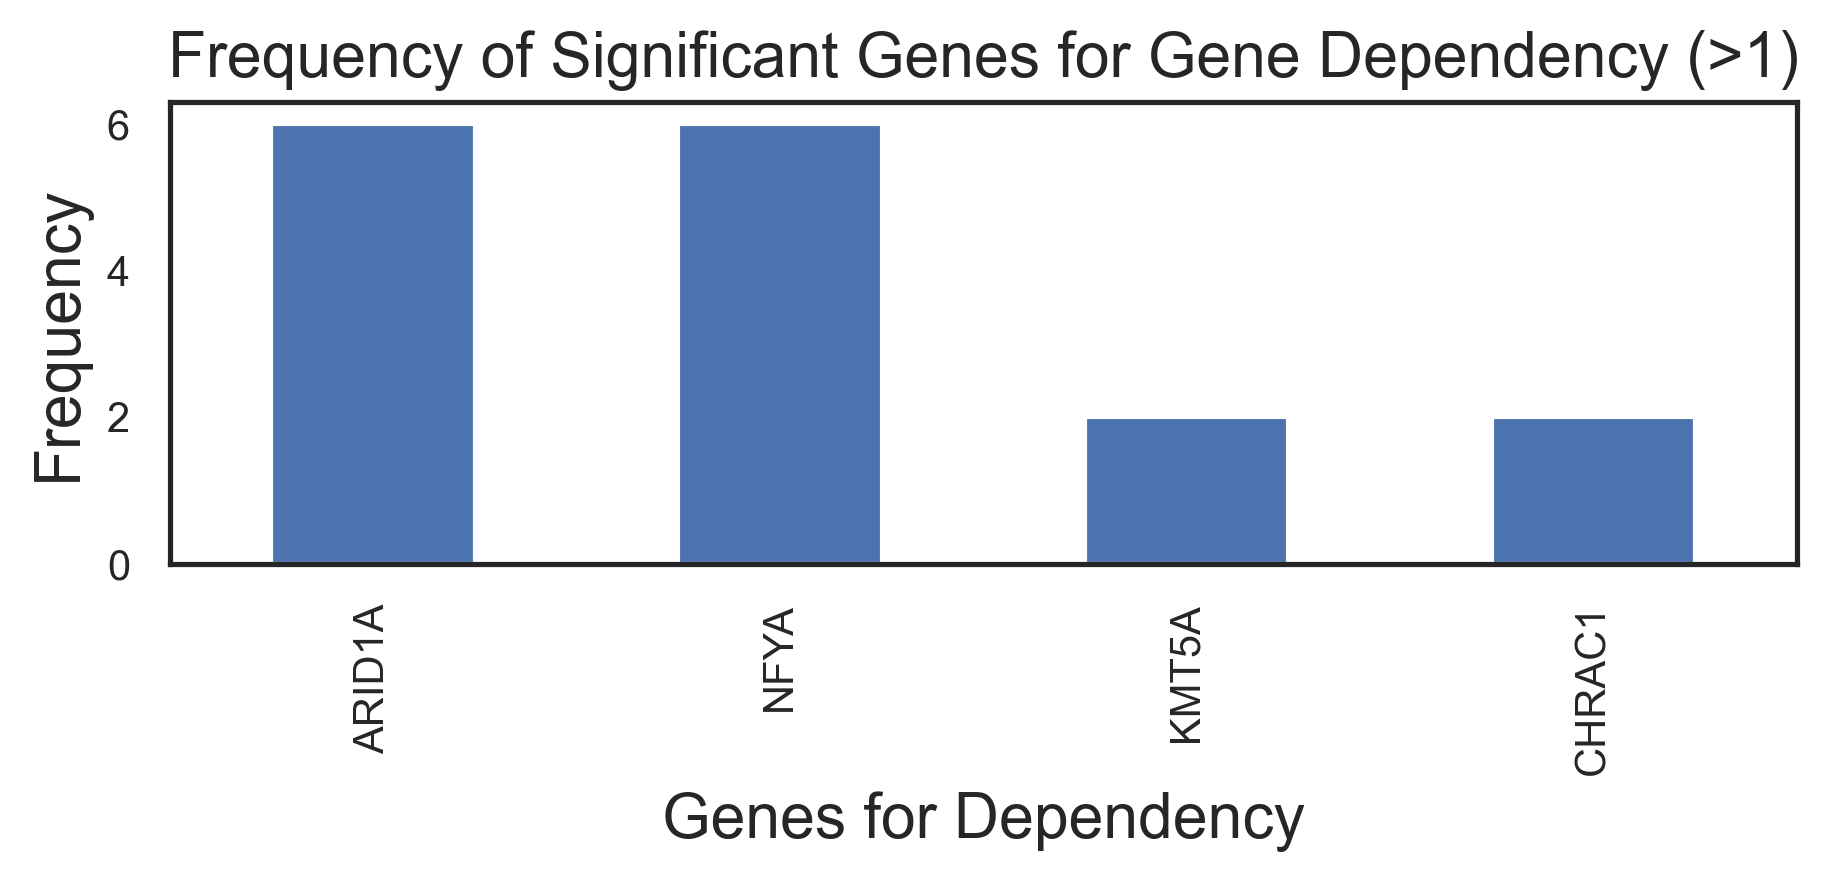 Frequency of Significant Genes for Gene Dependency (>1)
Frequency
6
4
2
0
ARID1A
NFYA
KMT5A
CHRAC1
Genes for Dependency